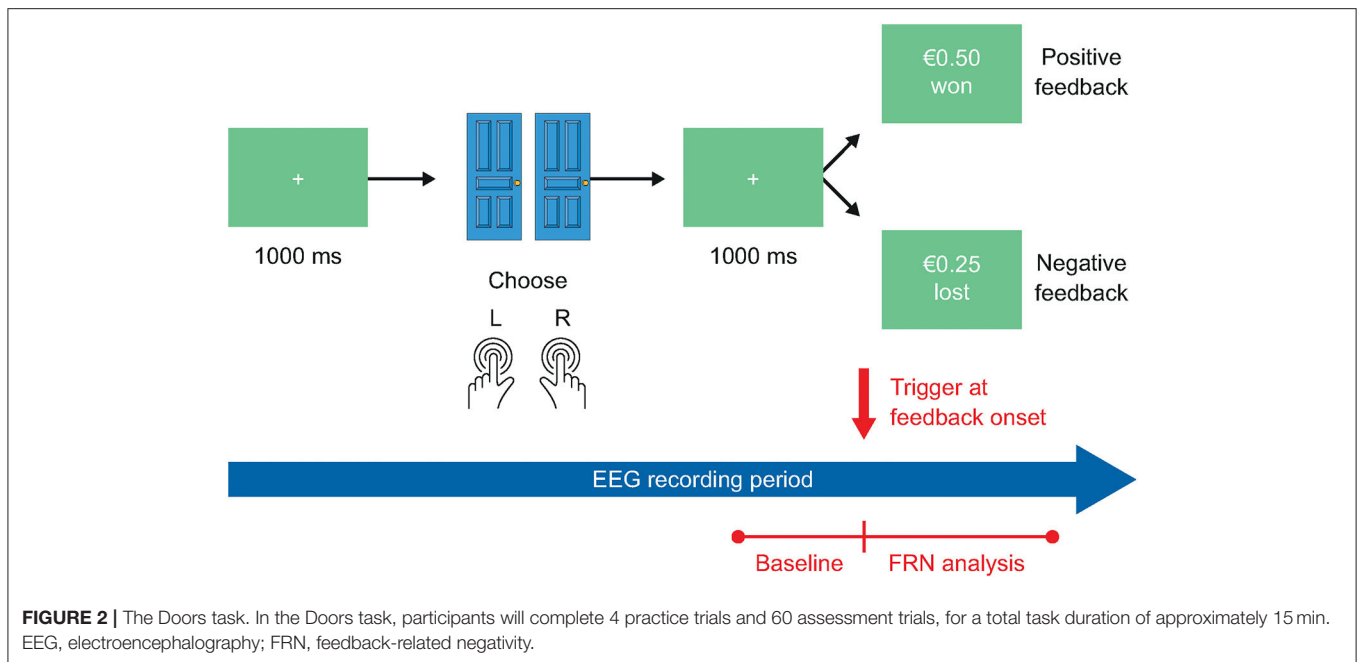 +
1000 ms
Choose
L R
+
1000 ms
€0.50
won
Positive
feedback
€0.25
lost
Negative
feedback
Trigger at
feedback onset
EEG recording period
Baseline
FRN analysis
FIGURE 2 | The Doors task. In the Doors task, participants will complete 4 practice trials and 60 assessment trials, for a total task duration of approximately 15 min.
EEG, electroencephalography; FRN, feedback-related negativity.